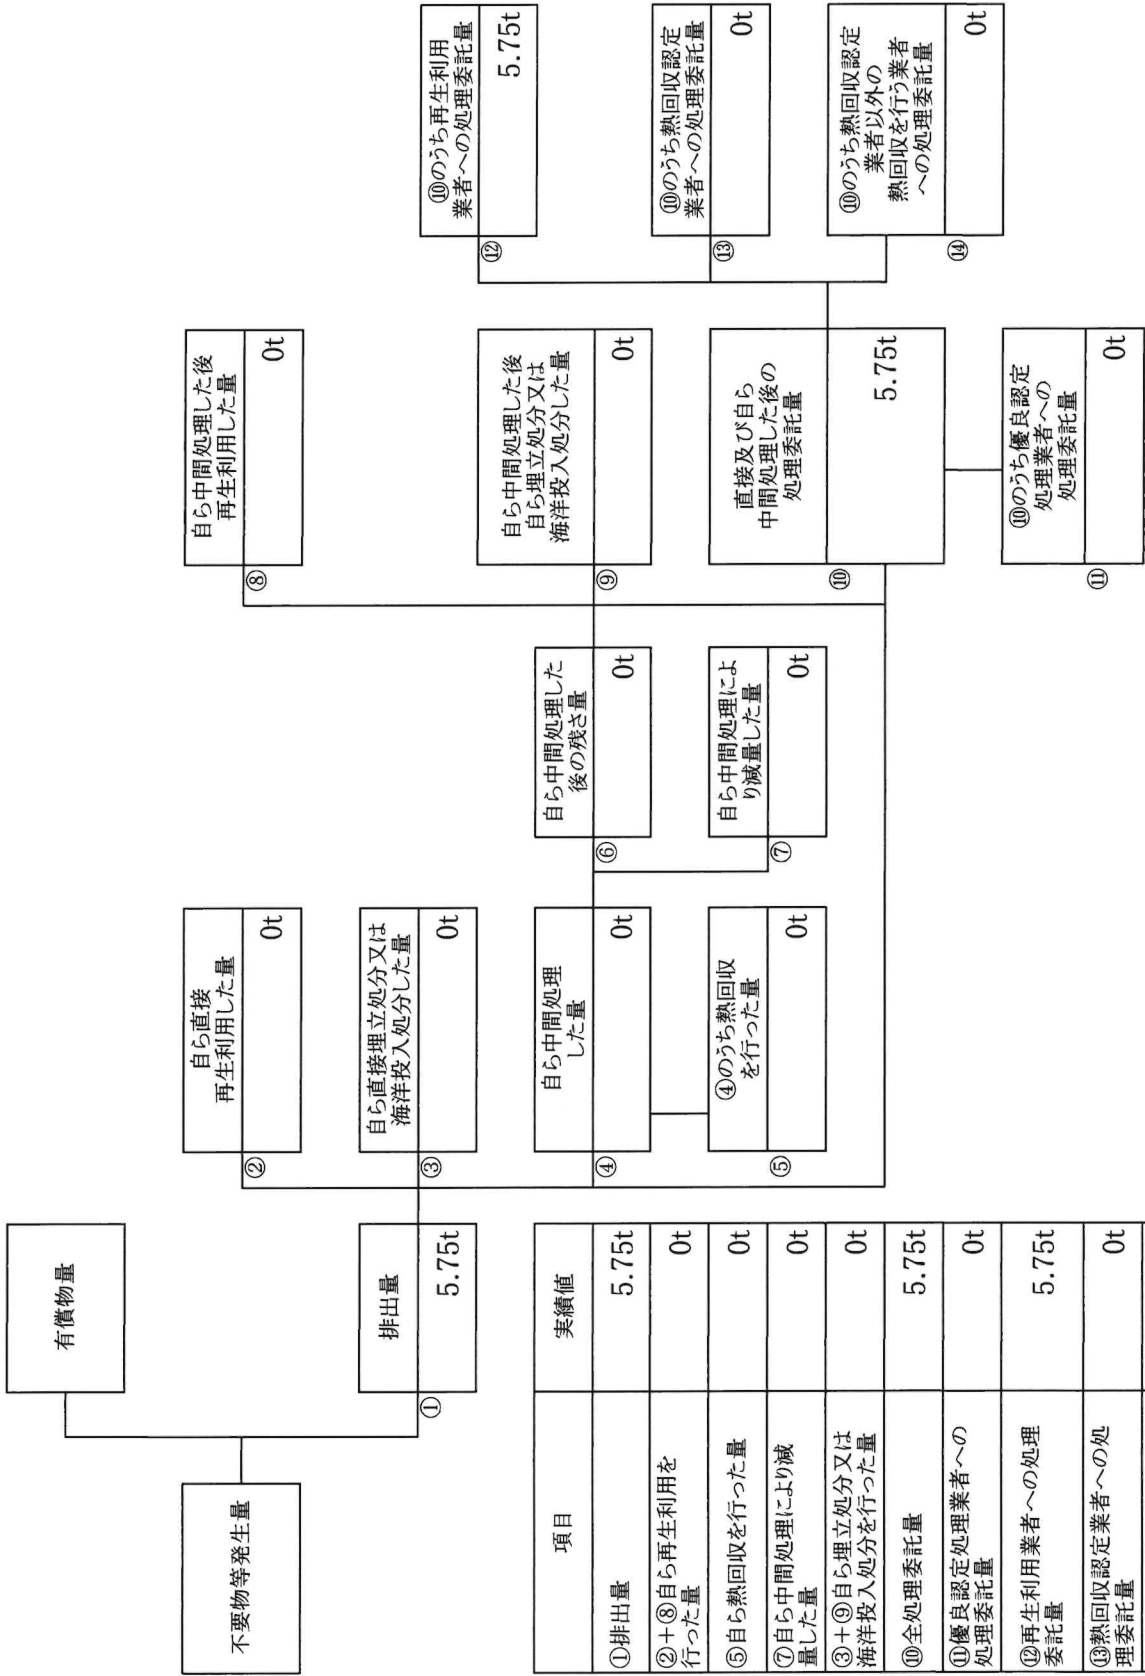 不要物等発生量
有償物量
排出量
①
5.75t
自ら直接
再生利用した量
②
0t
自ら直接埋立処分又は
海洋投入処分した量
③
0t
自ら中間処理
した量
④
0t
④のうち熱回収
を行った量
⑤
0t
自ら中間処理した
後の残さ量
⑥
0t
自ら中間処理によ
り減量した量
⑦
0t
自ら中間処理した後
再生利用した量
⑧
0t
自ら中間処理した後
自ら埋立処分又は
海洋投入処分した量
⑨
0t
直接及び自ら
中間処理した後の
処理委託量
⑩
5.75t
⑩のうち優良認定
処理業者への
処理委託量
⑪
0t
⑩のうち再生利用
業者への処理委託量
⑫
5.75t
⑩のうち熱回収認定
業者への処理委託量
⑬
0t
⑩のうち熱回収認定
業者以外の
熱回収を行う業者
への処理委託量
⑭
0t
項目 実績値
①排出量 5.75t
②+⑧自ら再生利用を
行った量 0t
⑤自ら熱回収を行った量 0t
⑦自ら中間処理により減
量した量 0t
③+⑨自ら埋立処分又は
海洋投入処分を行った量 0t
⑩全処理委託量 5.75t
⑪優良認定処理業者への
処理委託量 0t
⑫再生利用業者への処理
委託量 5.75t
⑬熱回収認定業者への処
理委託量 0t